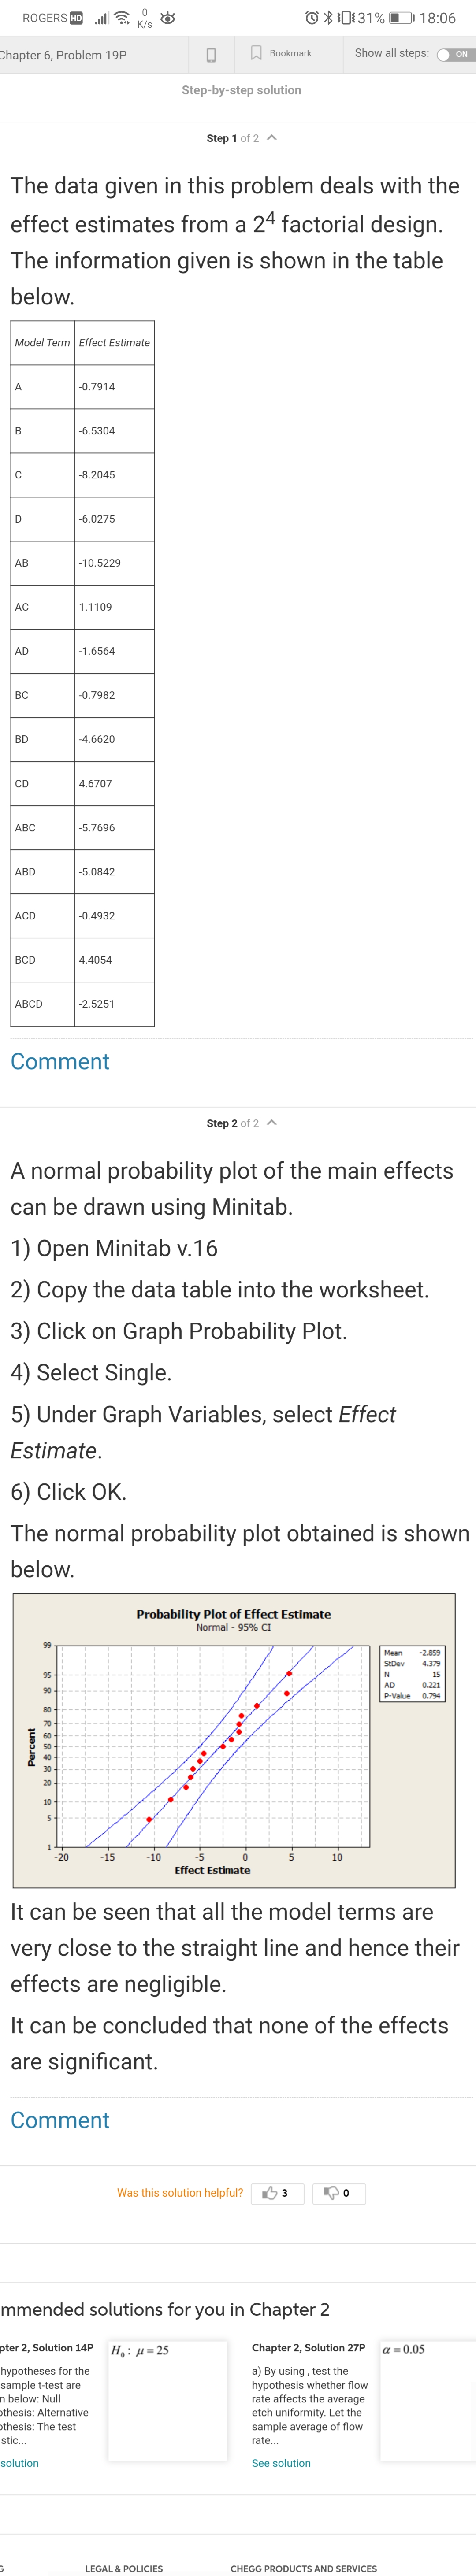 ROGERS HD 0 K/s 31% 18:06
Chapter 6, Problem 19P Bookmark Show all steps: ON
Step-by-step solution
Step 1 of 2
The data given in this problem deals with the
effect estimates from a 2⁴ factorial design.
The information given is shown in the table
below.
Model Term Effect Estimate
A -0.7914
B -6.5304
C -8.2045
D -6.0275
AB -10.5229
AC 1.1109
AD -1.6564
BC -0.7982
BD -4.6620
CD 4.6707
ABC -5.7696
ABD -5.0842
ACD -0.4932
BCD 4.4054
ABCD -2.5251
Comment
Step 2 of 2
A normal probability plot of the main effects
can be drawn using Minitab.
1) Open Minitab v.16
2) Copy the data table into the worksheet.
3) Click on Graph Probability Plot.
4) Select Single.
5) Under Graph Variables, select Effect
Estimate.
6) Click OK.
The normal probability plot obtained is shown
below.
Probability Plot of Effect Estimate
Normal - 95% CI
Mean -2.859
StDev 4.379
N 15
AD 0.221
P-Value 0.794
Percent
99
95
90
80
70
60
50
40
30
20
10
5
1
-20 -15 -10 -5 0 5 10
Effect Estimate
It can be seen that all the model terms are
very close to the straight line and hence their
effects are negligible.
It can be concluded that none of the effects
are significant.
Comment
Was this solution helpful? 3 0
mmended solutions for you in Chapter 2
pter 2, Solution 14P
hypotheses for the
sample t-test are
n below: Null
othesis: Alternative
othesis: The test
stic...
solution
H₀ : μ = 25
Chapter 2, Solution 27P
a) By using , test the
hypothesis whether flow
rate affects the average
etch uniformity. Let the
sample average of flow
rate...
See solution
α = 0.05
G LEGAL & POLICIES CHEGG PRODUCTS AND SERVICES